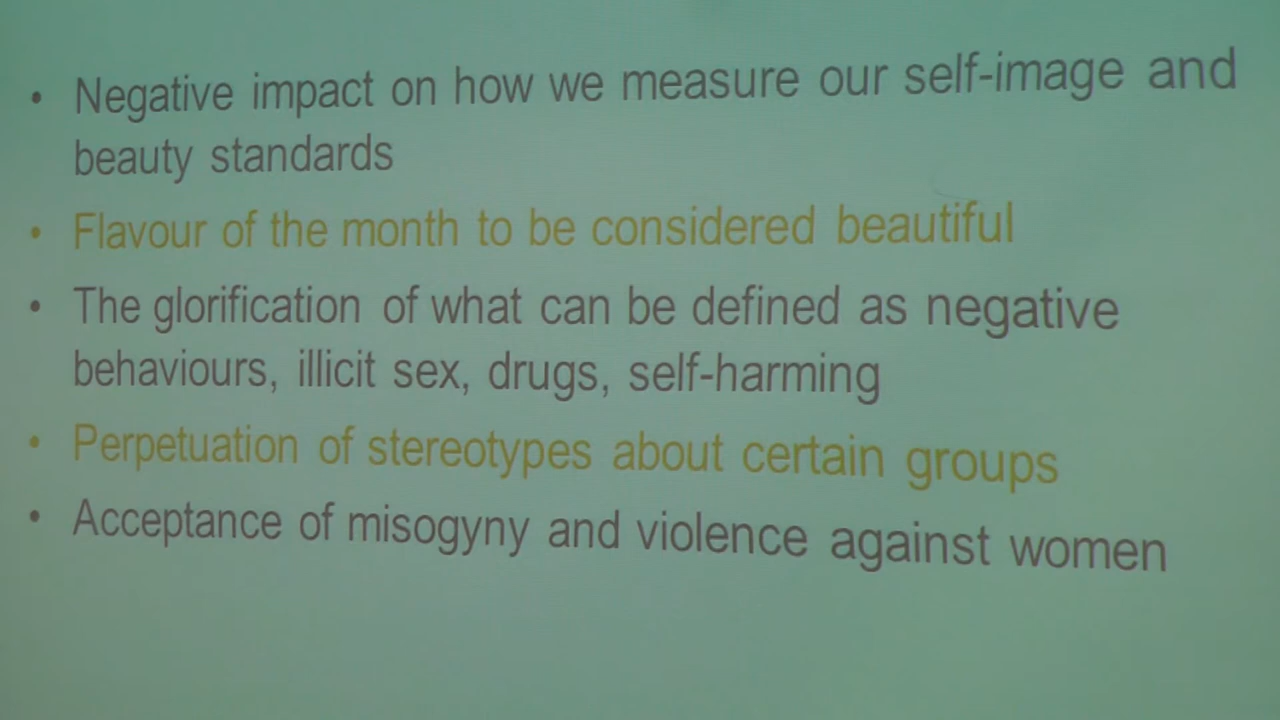 • Negative impact on how we measure our self-image and
beauty standards
• Flavour of the month to be considered beautiful
• The glorification of what can be defined as negative
behaviours, illicit sex, drugs, self-harming
• Perpetuation of stereotypes about certain groups
• Acceptance of misogyny and violence against women